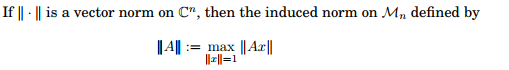 If ‖ · ‖ is a vector norm on ℂⁿ, then the induced norm on 𝓜ₙ defined by
‖A‖ := max ‖Ax‖
‖x‖=1